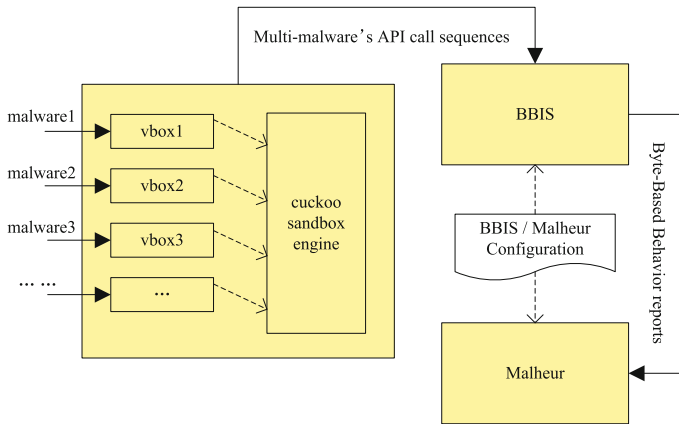 Multi-malware's API call sequences
malware1
vbox1
malware2
vbox2
malware3
vbox3
... ...
...
cuckoo
sandbox
engine
BBIS
BBIS / Malheur
Configuration
Malheur
Byte-Based Behavior reports